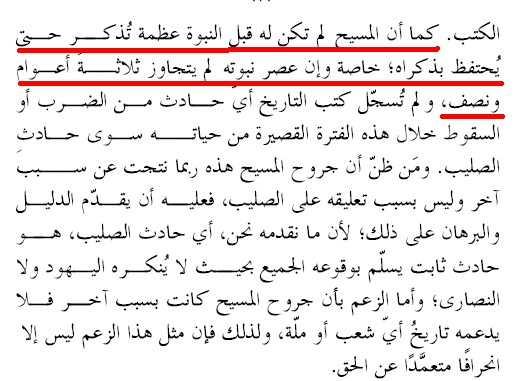 الكتب. كما أن المسيح لم تكن له قبل النبوة عظمة تُذكر حتى
يُحتفظ بذكراه؛ خاصة وإن عصر نبوته لم يتجاوز ثلاثة أعوام
ونصف، ولم تُسجّل كتب التاريخ أيّ حادث من الضرب أو
السقوط خلال هذه الفترة القصيرة من حياته سوى حادث
الصليب. ومَن ظنّ أن جروح المسيح هذه ربما نتجت عن سبب
آخر وليس بسبب تعليقه على الصليب، فعليه أن يقدّم الدليل
والبرهان على ذلك؛ لأن ما نقدمه نحن، أي حادث الصليب، هو
حادث ثابت يسلّم بوقوعه الجميع بحيث لا يُنكره اليهود ولا
النصارى؛ وأما الزعم بأن جروح المسيح كانت بسبب آخر فلا
يدعمه تاريخُ أيّ شعب أو ملّة، ولذلك فإن مثل هذا الزعم ليس إلا
انحرافًا متعمَّدًا عن الحق.